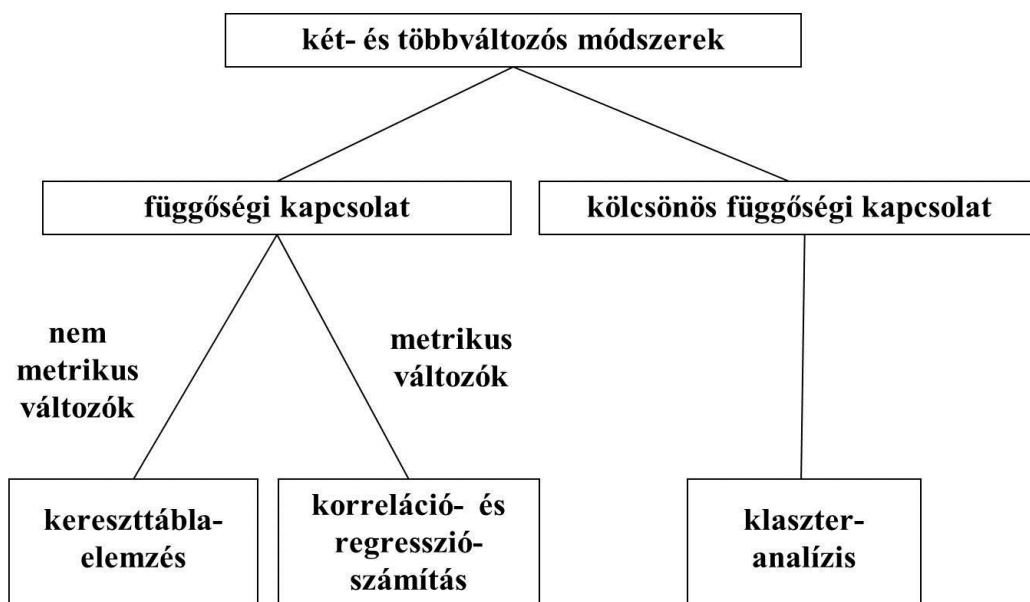 két- és többváltozós módszerek
függőségi kapcsolat
kölcsönös függőségi kapcsolat
nem
metrikus
változók
metrikus
változók
kereszttábla-
elemzés
korreláció- és
regresszió-
számítás
klaszter-
analízis